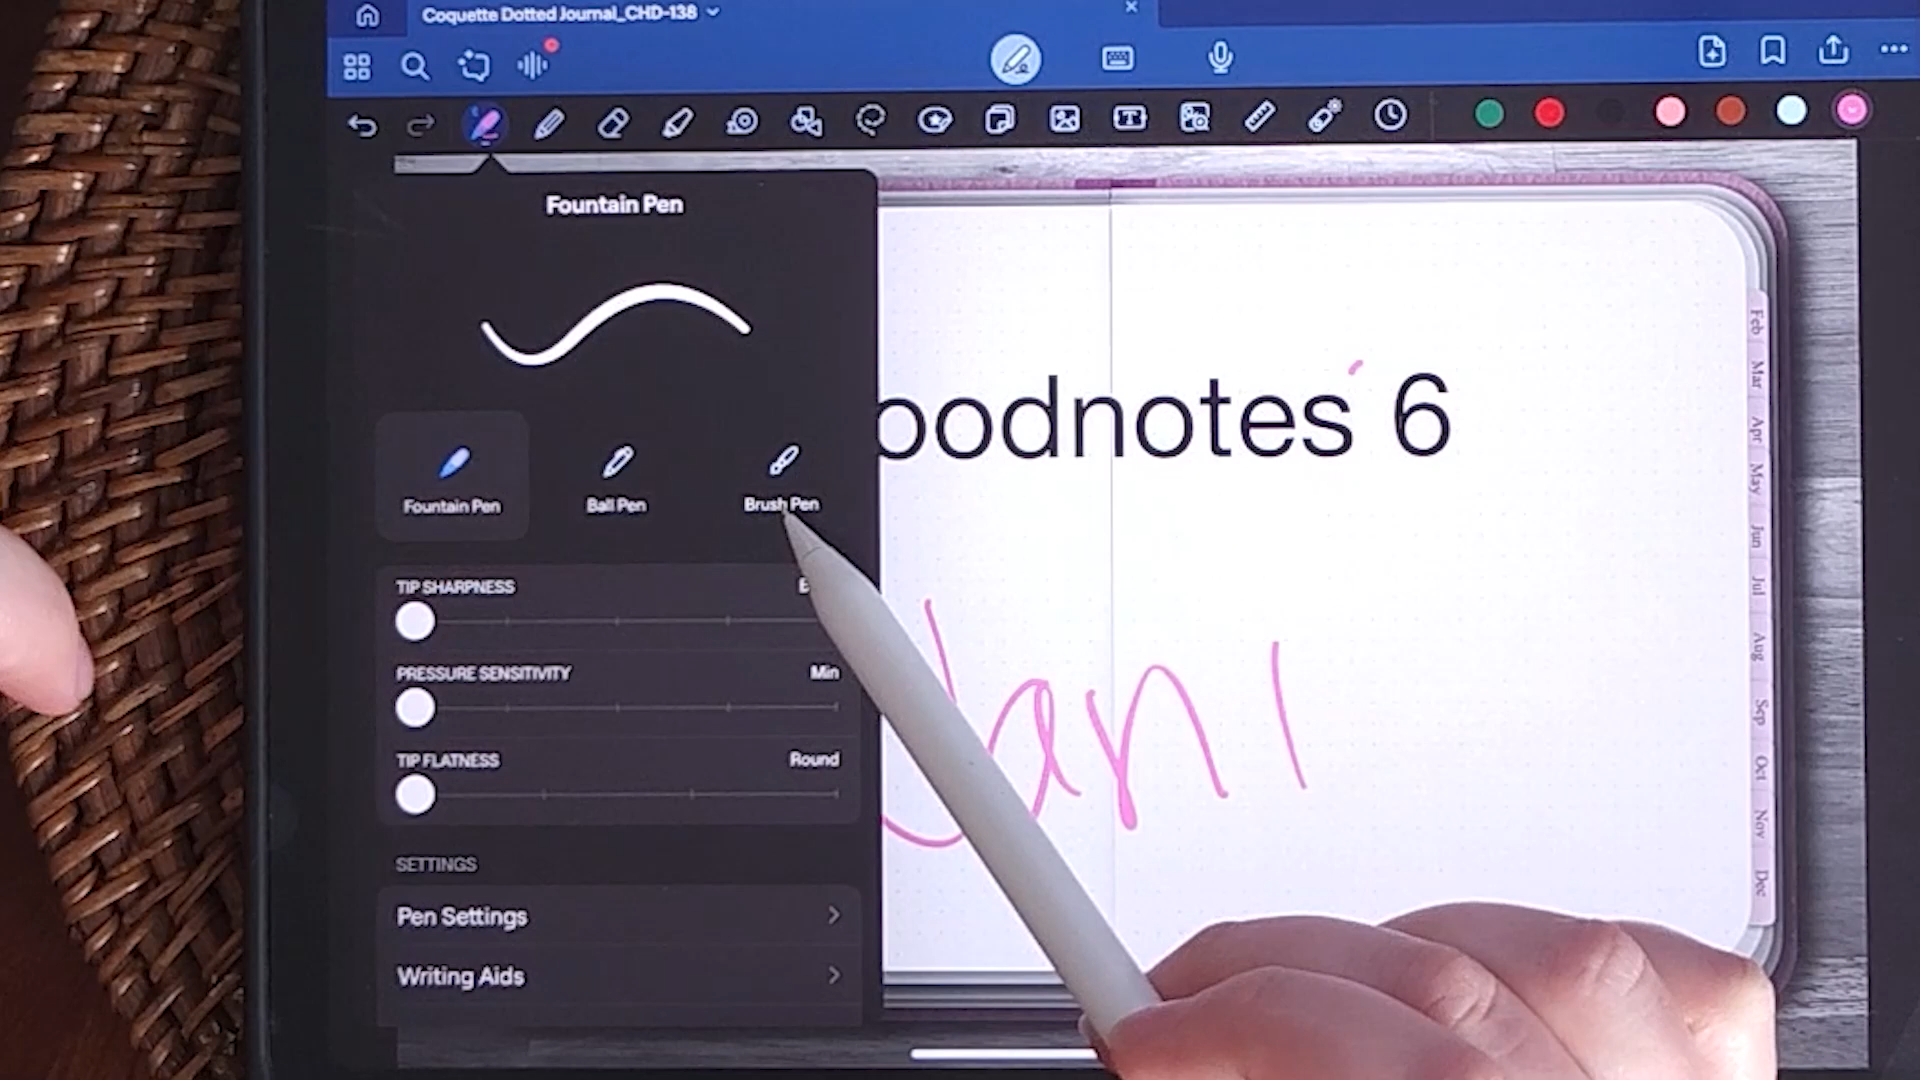 Coquette Dotted Journal_CHD-138
Fountain Pen
Fountain Pen
Ball Pen
Brush Pen
TIP SHARPNESS
PRESSURE SENSITIVITY
Min
TIP FLATNESS
Round
SETTINGS
Pen Settings
Writing Aids
oodnotes 6
Feb
Mar
Apr
May
Jun
Jul
Aug
Sep
Oct
Nov
Dec